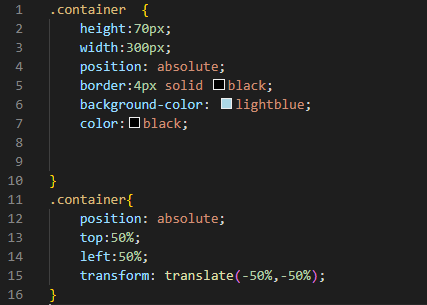 1 .container  {
2     height:70px;
3     width:300px;
4     position: absolute;
5     border:4px solid black;
6     background-color: lightblue;
7     color:black;
8
9
10 }
11 .container{
12     position: absolute;
13     top:50%;
14     left:50%;
15     transform: translate(-50%,-50%);
16 }